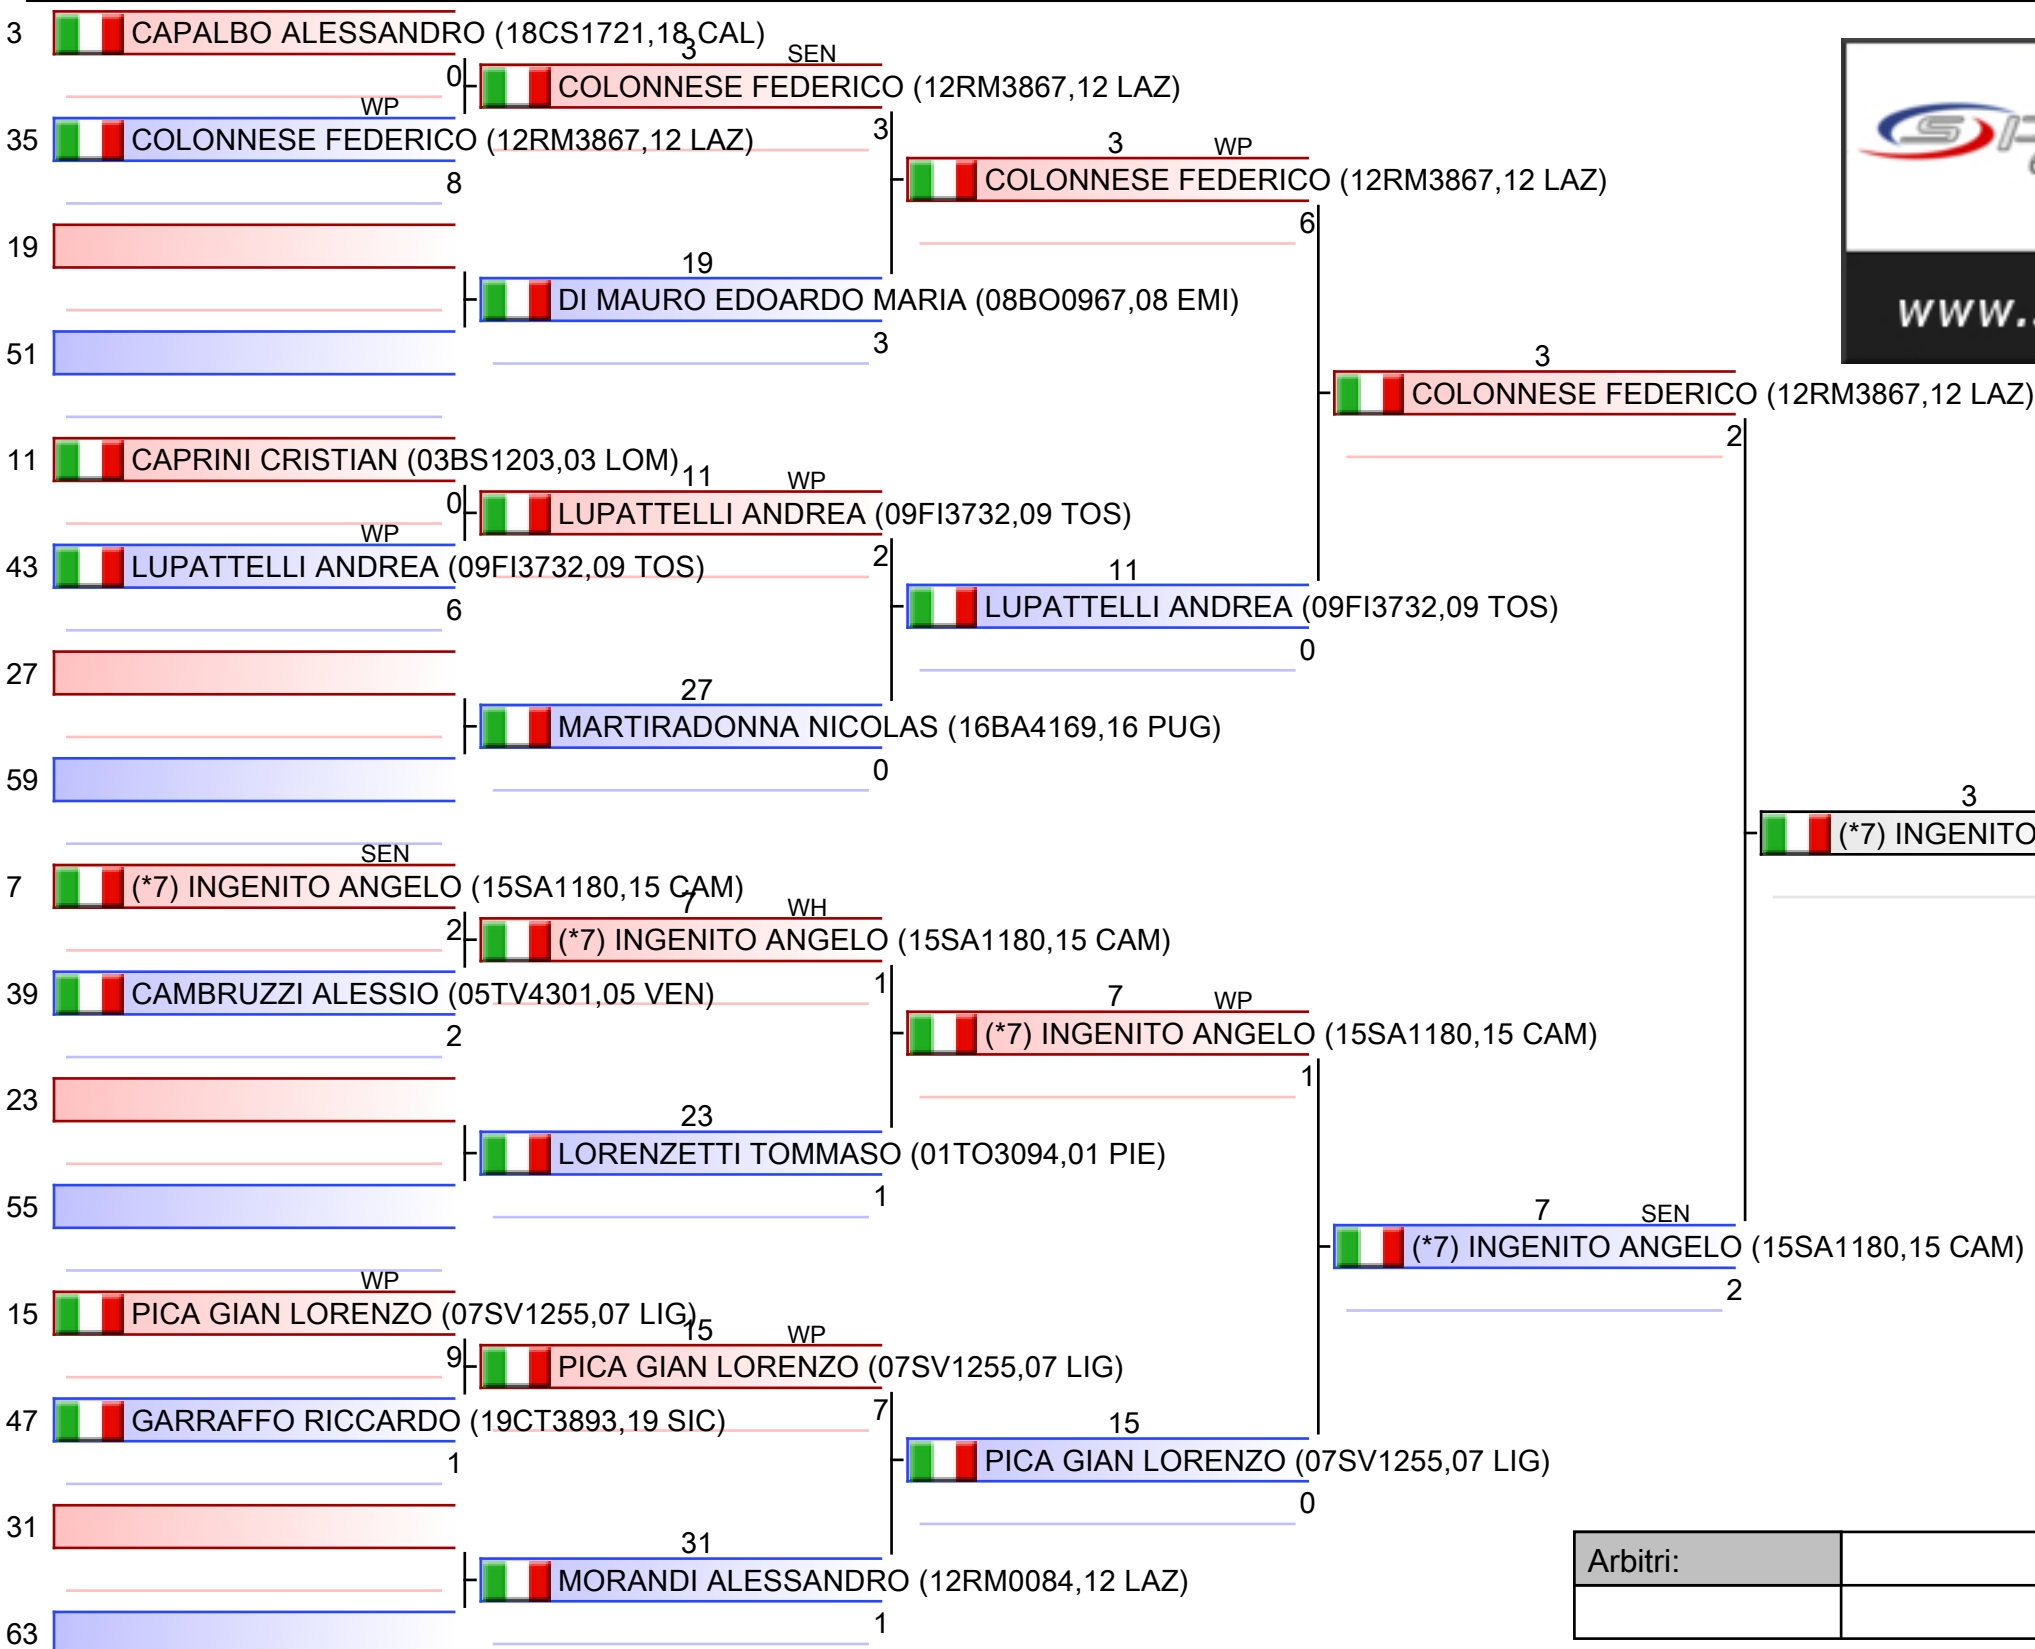 3 CAPALBO ALESSANDRO (18CS1721,18 CAL)
0
3 SEN
COLONNESE FEDERICO (12RM3867,12 LAZ)
3
WP
35 COLONNESE FEDERICO (12RM3867,12 LAZ)
8
3 WP
COLONNESE FEDERICO (12RM3867,12 LAZ)
6
19
19
DI MAURO EDOARDO MARIA (08BO0967,08 EMI)
3
51
www.
3
COLONNESE FEDERICO (12RM3867,12 LAZ)
2
11 CAPRINI CRISTIAN (03BS1203,03 LOM)
0
11 WP
LUPATTELLI ANDREA (09FI3732,09 TOS)
2
WP
43 LUPATTELLI ANDREA (09FI3732,09 TOS)
6
11
LUPATTELLI ANDREA (09FI3732,09 TOS)
0
27
27
MARTIRADONNA NICOLAS (16BA4169,16 PUG)
0
59
3
(*7) INGENITO
SEN
7 (*7) INGENITO ANGELO (15SA1180,15 CAM)
2
7 WH
(*7) INGENITO ANGELO (15SA1180,15 CAM)
1
39 CAMBRUZZI ALESSIO (05TV4301,05 VEN)
2
7 WP
(*7) INGENITO ANGELO (15SA1180,15 CAM)
1
23
23
LORENZETTI TOMMASO (01TO3094,01 PIE)
1
55
7 SEN
(*7) INGENITO ANGELO (15SA1180,15 CAM)
2
WP
15 PICA GIAN LORENZO (07SV1255,07 LIG)
9
15 WP
PICA GIAN LORENZO (07SV1255,07 LIG)
7
47 GARRAFFO RICCARDO (19CT3893,19 SIC)
1
15
PICA GIAN LORENZO (07SV1255,07 LIG)
0
31
31
MORANDI ALESSANDRO (12RM0084,12 LAZ)
1
63
Arbitri: